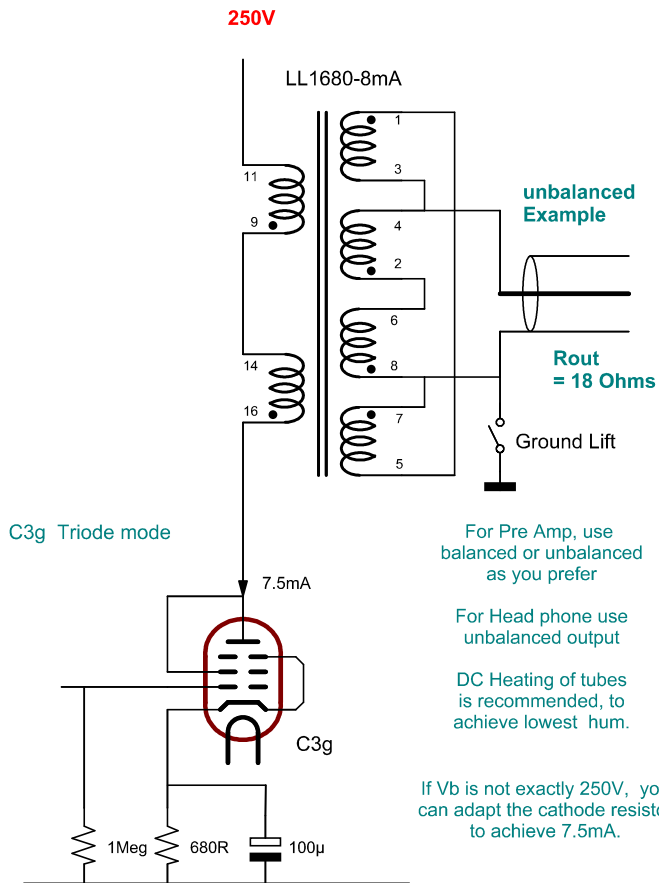 250V
LL1680-8mA
11
9
14
16
1
3
4
2
6
8
7
5
unbalanced
Example
Rout
= 18 Ohms
Ground Lift
C3g Triode mode
7.5mA
C3g
For Pre Amp, use
balanced or unbalanced
as you prefer
For Head phone use
unbalanced output
DC Heating of tubes
is recommended, to
achieve lowest hum.
If Vb is not exactly 250V, yo
can adapt the cathode resisto
to achieve 7.5mA.
1Meg
680R
100µ